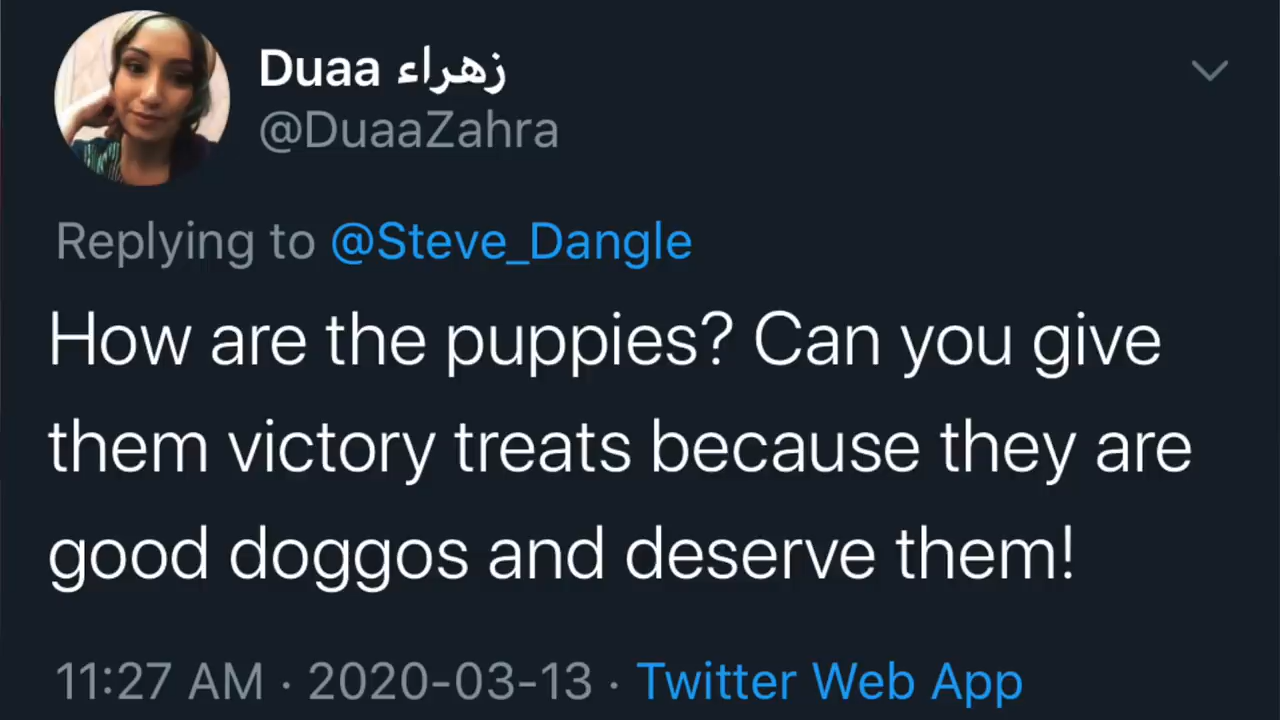 Duaa زهراء
@DuaaZahra
Replying to @Steve_Dangle
How are the puppies? Can you give
them victory treats because they are
good doggos and deserve them!
11:27 AM · 2020-03-13 · Twitter Web App